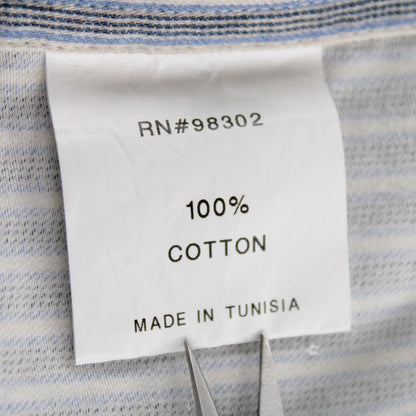 RN#98302
100%
COTTON
MADE IN TUNISIA